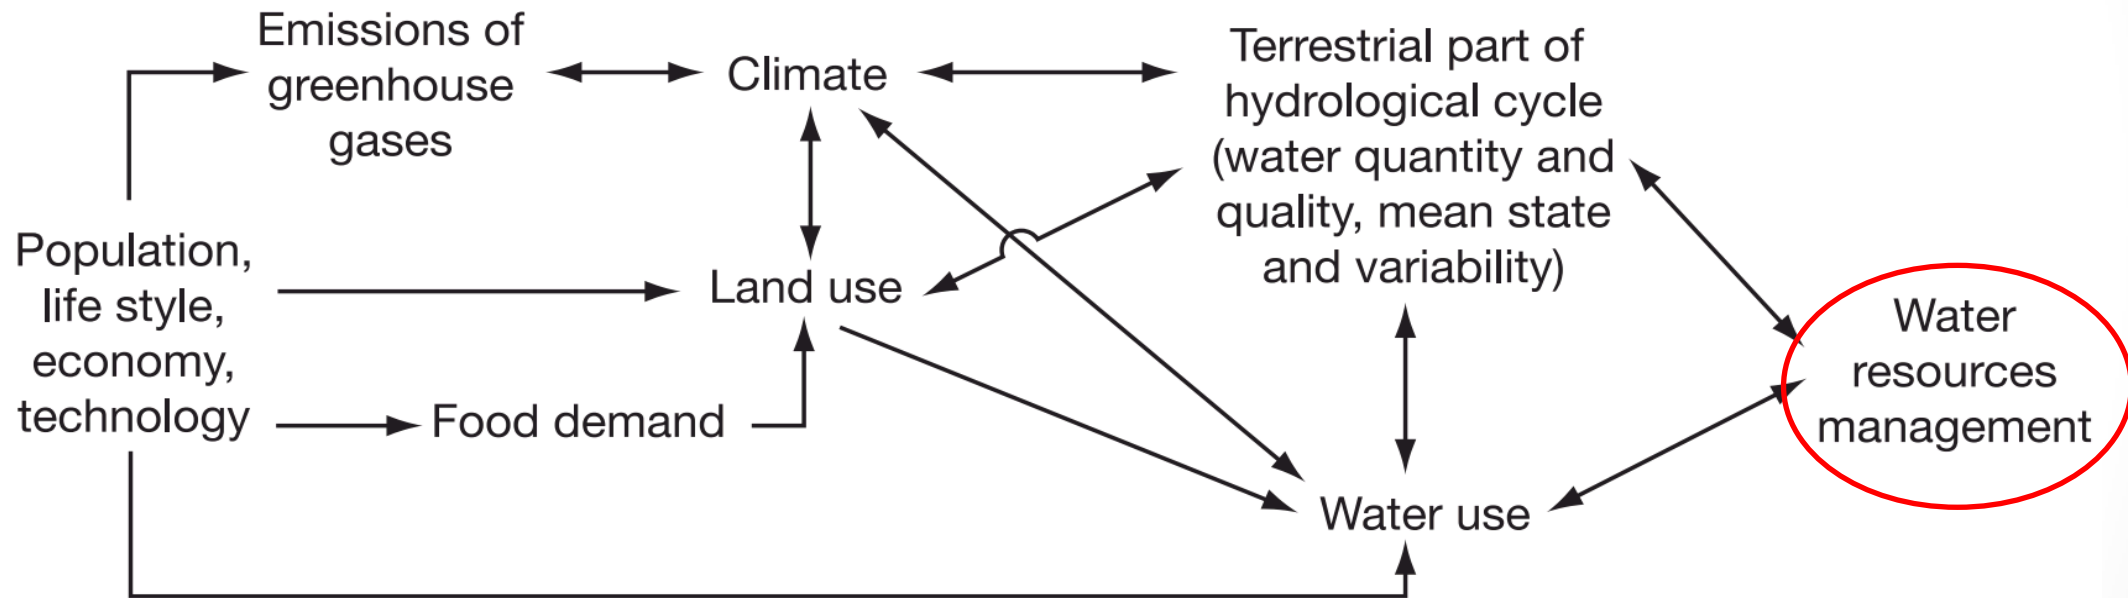 Emissions of
greenhouse
gases
Climate
Terrestrial part of
hydrological cycle
(water quantity and
quality, mean state
and variability)
Population,
life style,
economy,
technology
Land use
Food demand
Water
resources
management
Water use